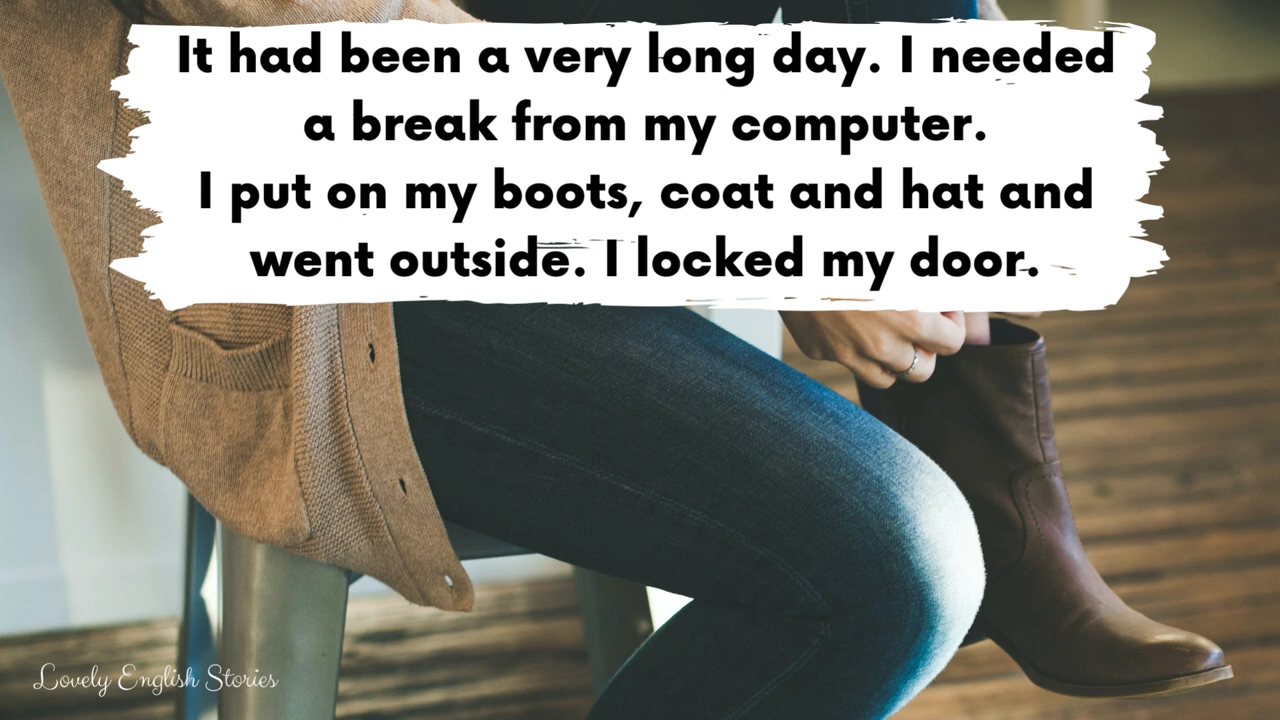 It had been a very long day. I needed
a break from my computer.
I put on my boots, coat and hat and
went outside. I locked my door.
Lovely English Stories